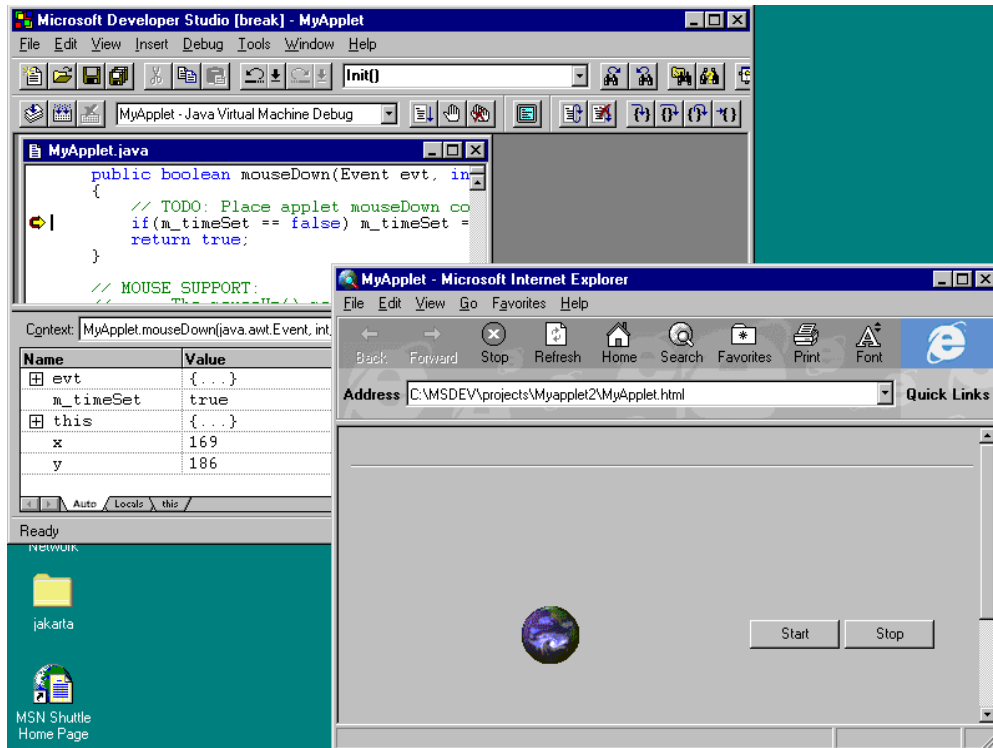 Microsoft Developer Studio [break] - MyApplet
File Edit View Insert Debug Tools Window Help
Init()
MyApplet - Java Virtual Machine Debug
MyApplet.java
public boolean mouseDown(Event evt, in
{
// TODO: Place applet mouseDown co
if(m_timeSet == false) m_timeSet =
return true;
}
// MOUSE SUPPORT:
Context: MyApplet.mouseDown(java.awt.Event, int,
Name Value
evt {...}
m_timeSet true
this {...}
x 169
y 186
Auto Locals this
Ready
Network
jakarta
MSN Shuttle
Home Page
MyApplet - Microsoft Internet Explorer
File Edit View Go Favorites Help
Back Forward Stop Refresh Home Search Favorites Print Font
Address C:\MSDEV\projects\Myapplet2\MyApplet.html Quick Links
Start Stop